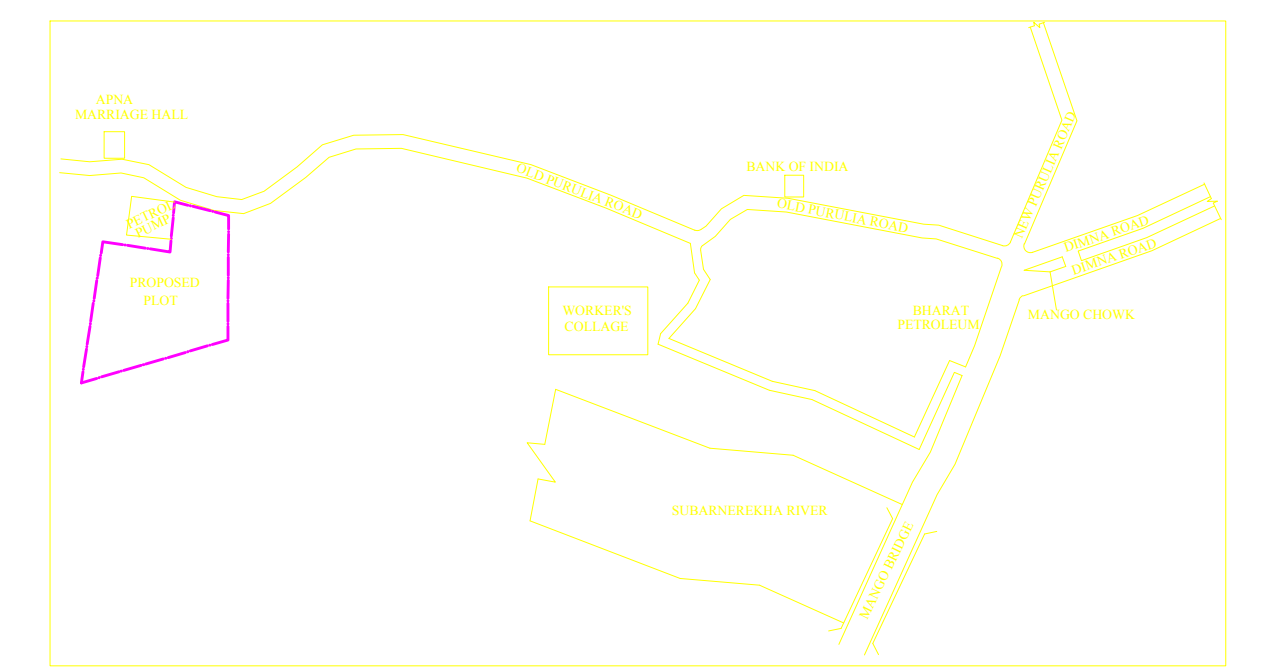 APNA
MARRIAGE HALL
PETROL
PUMP
PROPOSED
PLOT
OLD PURULIA ROAD
BANK OF INDIA
OLD PURULIA ROAD
NEW PURULIA ROAD
DIMNA ROAD
DIMNA ROAD
MANGO CHOWK
BHARAT
PETROLEUM
WORKER'S
COLLAGE
SUBARNEREKHA RIVER
MANGO BRIDGE